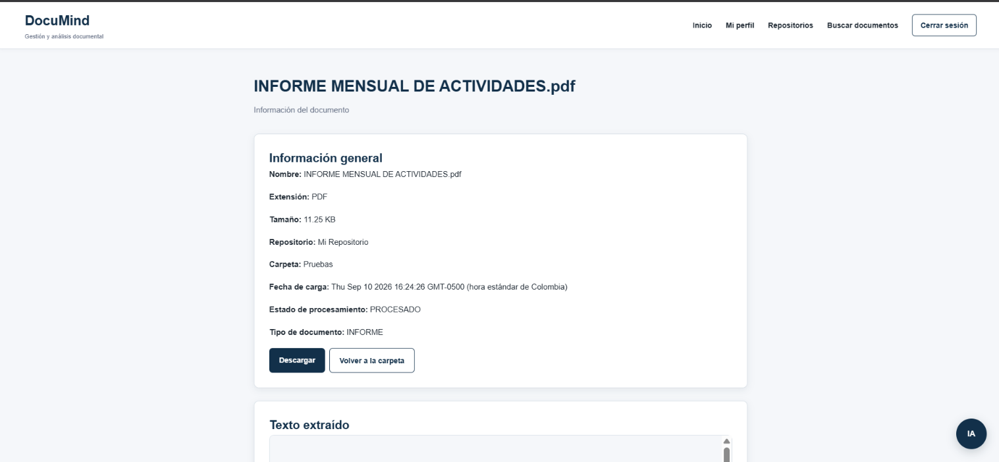 DocuMind
Gestión y análisis documental
Inicio
Mi perfil
Repositorios
Buscar documentos
Cerrar sesión
INFORME MENSUAL DE ACTIVIDADES.pdf
Información del documento
Información general
Nombre: INFORME MENSUAL DE ACTIVIDADES.pdf
Extensión: PDF
Tamaño: 11.25 KB
Repositorio: Mi Repositorio
Carpeta: Pruebas
Fecha de carga: Thu Sep 10 2026 16:24:26 GMT-0500 (hora estándar de Colombia)
Estado de procesamiento: PROCESADO
Tipo de documento: INFORME
Descargar
Volver a la carpeta
Texto extraído
IA